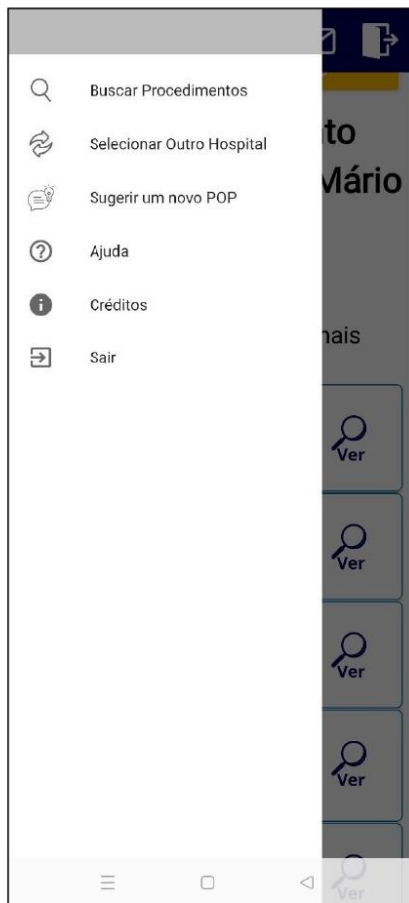 Buscar Procedimentos
Selecionar Outro Hospital
Sugerir um novo POP
Ajuda
Créditos
Sair
to
Mário
nais
Ver
Ver
Ver
Ver
Ver